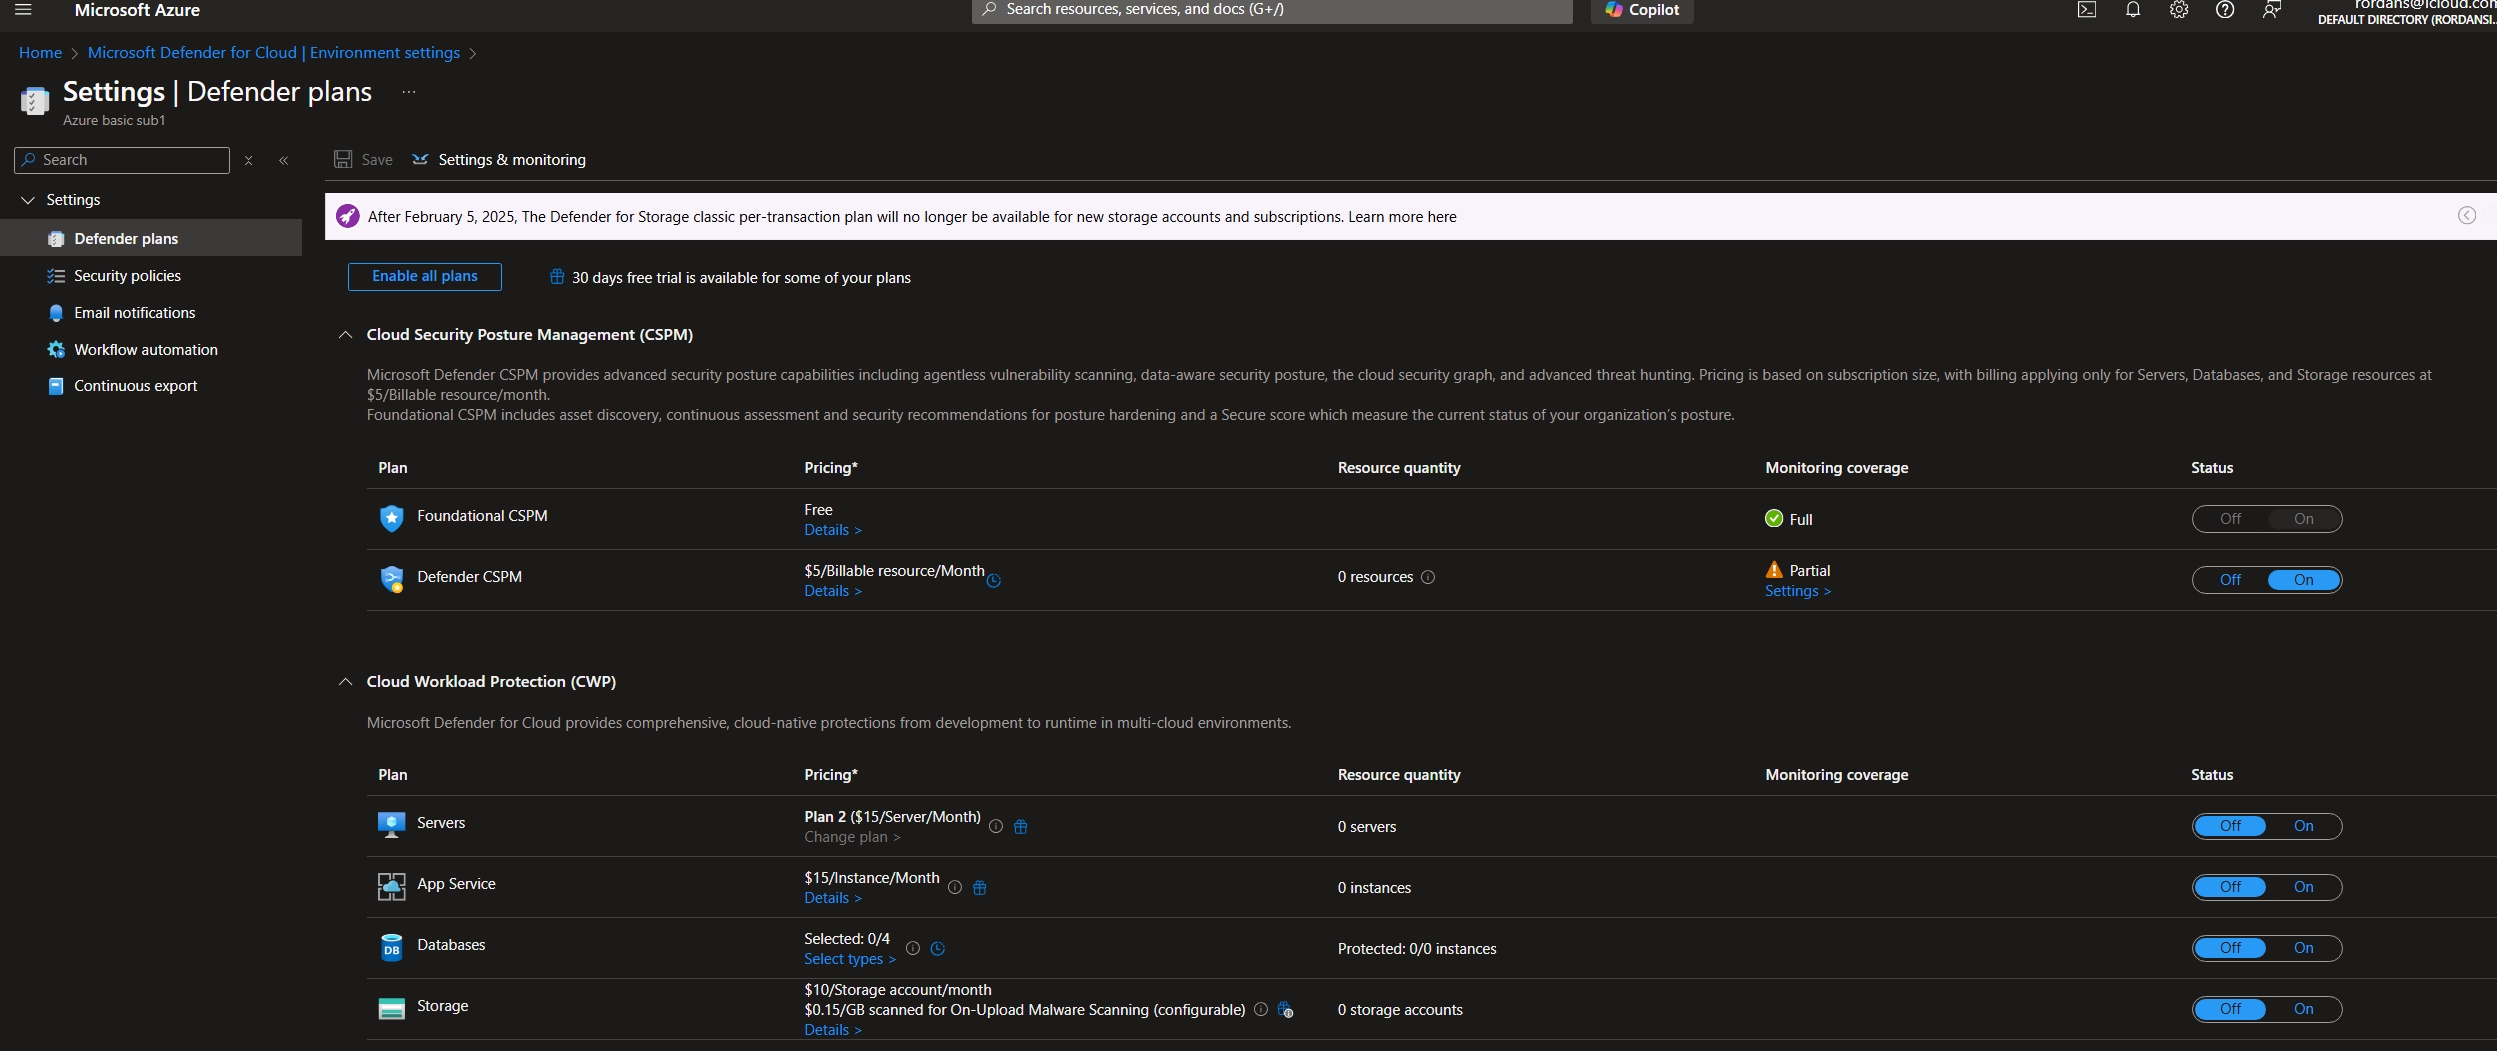 Microsoft Azure
Search resources, services, and docs (G+/)
Copilot
rordans@icloud.com
DEFAULT DIRECTORY (RORDANSI...
Home > Microsoft Defender for Cloud | Environment settings >
Settings | Defender plans ...
Azure basic sub1
Search
Save
Settings & monitoring
Settings
Defender plans
Security policies
Email notifications
Workflow automation
Continuous export
After February 5, 2025, The Defender for Storage classic per-transaction plan will no longer be available for new storage accounts and subscriptions. Learn more here
Enable all plans
30 days free trial is available for some of your plans
Cloud Security Posture Management (CSPM)
Microsoft Defender CSPM provides advanced security posture capabilities including agentless vulnerability scanning, data-aware security posture, the cloud security graph, and advanced threat hunting. Pricing is based on subscription size, with billing applying only for Servers, Databases, and Storage resources at
$5/Billable resource/month.
Foundational CSPM includes asset discovery, continuous assessment and security recommendations for posture hardening and a Secure score which measure the current status of your organization's posture.
Plan Pricing* Resource quantity Monitoring coverage Status
Foundational CSPM
Free
Details >
Full
Off On
Defender CSPM
$5/Billable resource/Month
Details >
0 resources
Partial
Settings >
Off On
Cloud Workload Protection (CWP)
Microsoft Defender for Cloud provides comprehensive, cloud-native protections from development to runtime in multi-cloud environments.
Plan Pricing* Resource quantity Monitoring coverage Status
Servers
Plan 2 ($15/Server/Month)
Change plan >
0 servers
Off On
App Service
$15/Instance/Month
Details >
0 instances
Off On
DB
Databases
Selected: 0/4
Select types >
Protected: 0/0 instances
Off On
Storage
$10/Storage account/month
$0.15/GB scanned for On-Upload Malware Scanning (configurable)
Details >
0 storage accounts
Off On